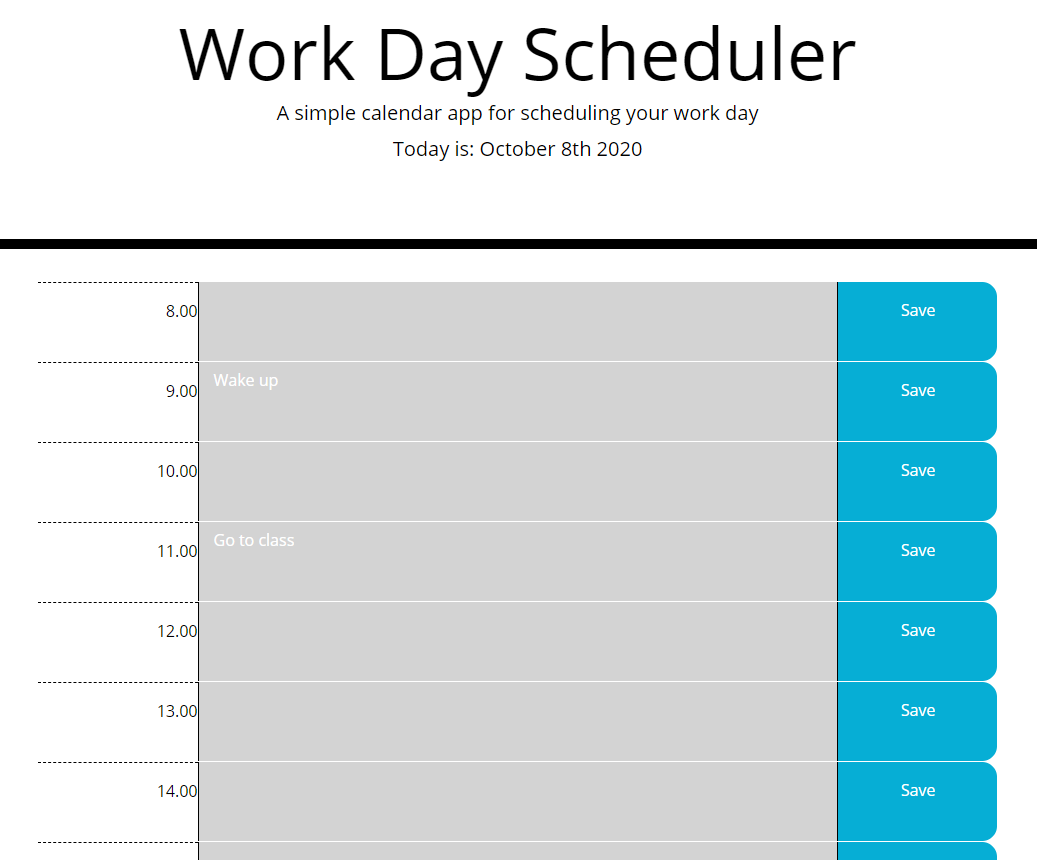 Work Day Scheduler
A simple calendar app for scheduling your work day
Today is: October 8th 2020
8.00 Save
9.00 Wake up Save
10.00 Save
11.00 Go to class Save
12.00 Save
13.00 Save
14.00 Save